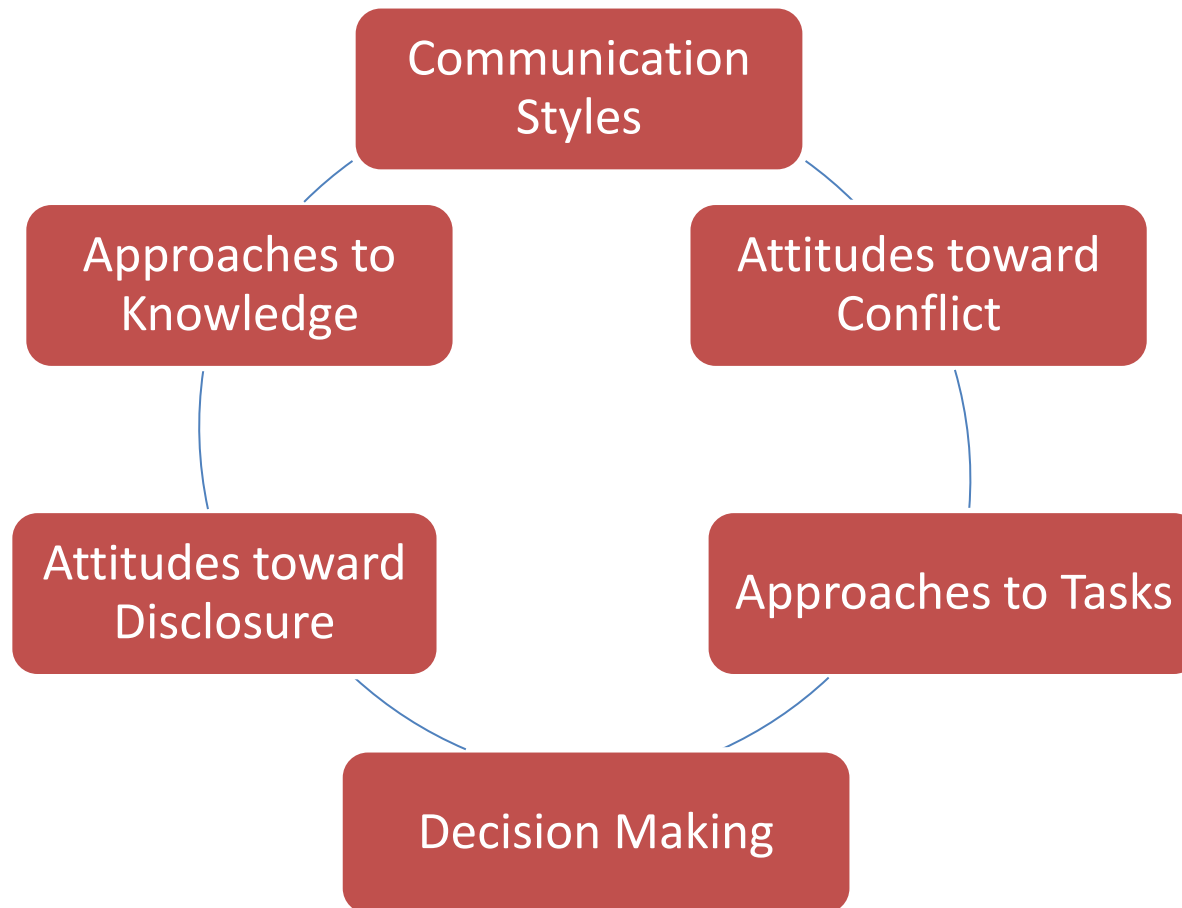 Communication
Styles
Approaches to
Knowledge
Attitudes toward
Conflict
Attitudes toward
Disclosure
Approaches to Tasks
Decision Making